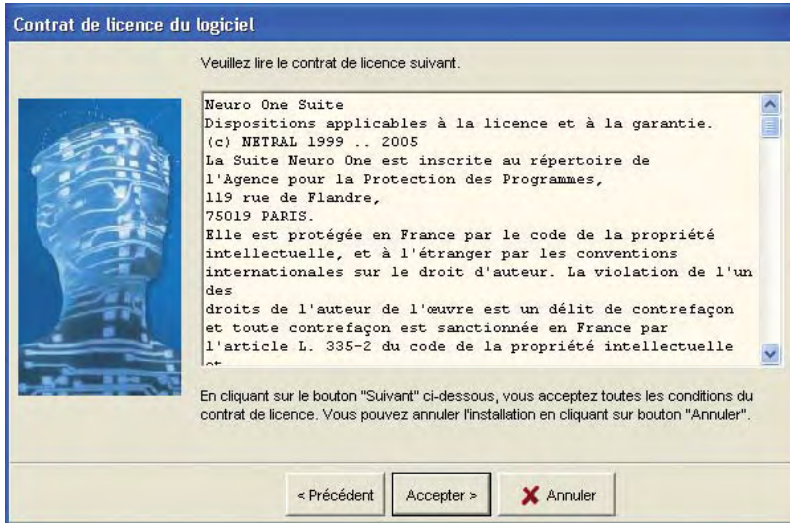 Contrat de licence du logiciel
Veuillez lire le contrat de licence suivant.
Neuro One Suite
Dispositions applicables à la licence et à la garantie.
(c) NETRAL 1999 .. 2005
La Suite Neuro One est inscrite au répertoire de
l'Agence pour la Protection des Programmes,
119 rue de Flandre,
75019 PARIS.
Elle est protégée en France par le code de la propriété
intellectuelle, et à l'étranger par les conventions
internationales sur le droit d'auteur. La violation de l'un
des
droits de l'auteur de l'œuvre est un délit de contrefaçon
et toute contrefaçon est sanctionnée en France par
l'article L. 335-2 du code de la propriété intellectuelle
En cliquant sur le bouton "Suivant" ci-dessous, vous acceptez toutes les conditions du
contrat de licence. Vous pouvez annuler l'installation en cliquant sur bouton "Annuler".
< Précédent Accepter > Annuler